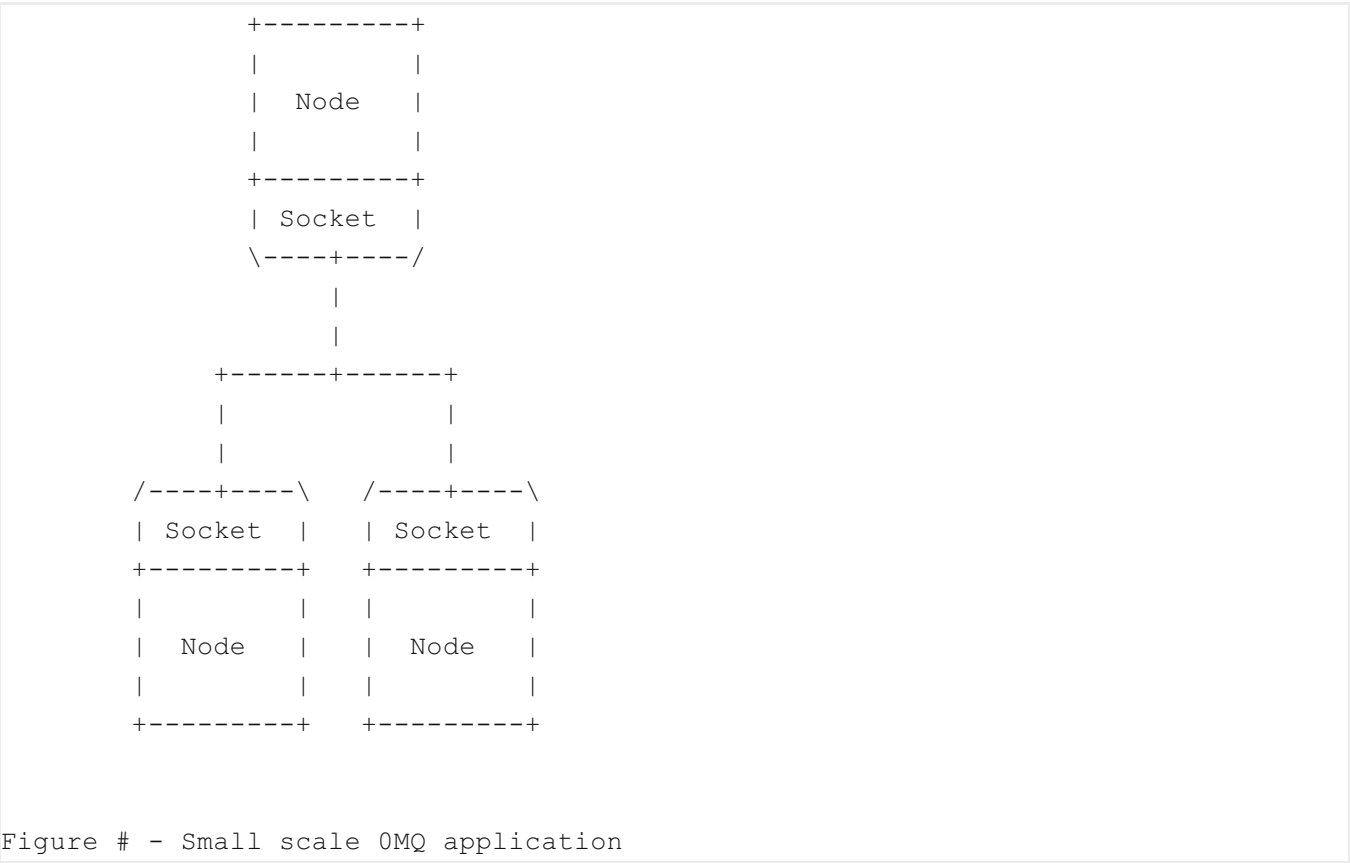 +---------+
|         |
|  Node   |
|         |
+---------+
| Socket  |
\----+----/
     |
     |
+------+------+
|             |
|             |
/----+----\   /----+----\
| Socket  |   | Socket  |
+---------+   +---------+
|         |   |         |
|  Node   |   |  Node   |
|         |   |         |
+---------+   +---------+
Figure # - Small scale 0MQ application